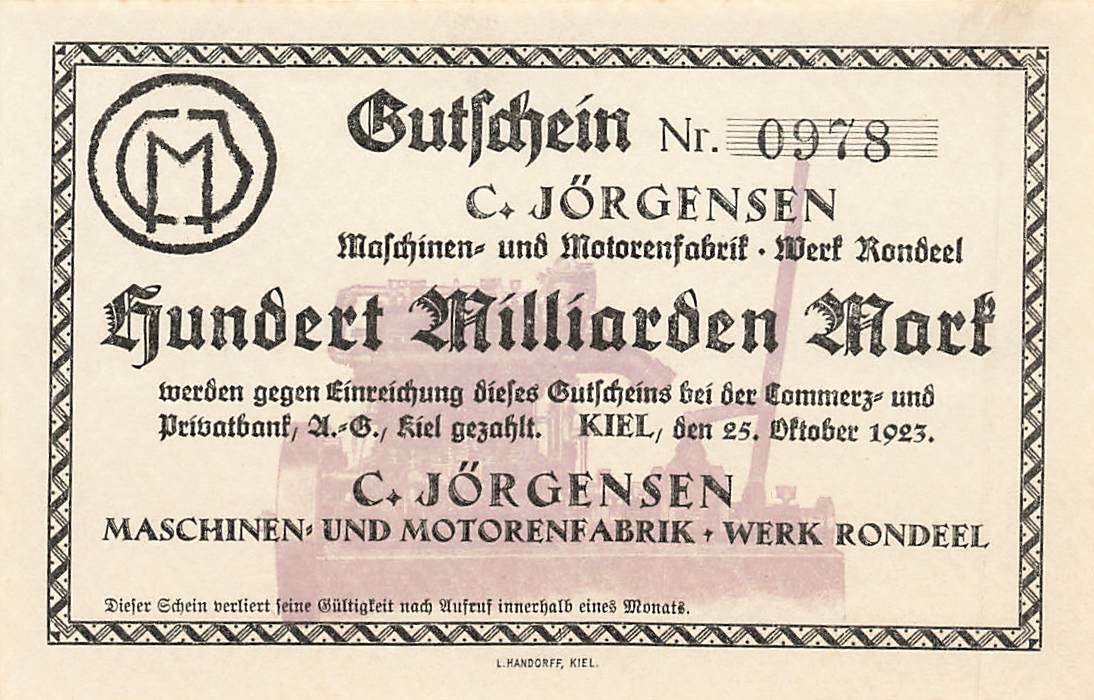 CMJ
Gutschein Nr. 0978
C. JÖRGENSEN
Maschinen- und Motorenfabrik · Werk Rondeel
Hundert Milliarden Mark
werden gegen Einreichung dieses Gutscheins bei der Commerz- und
Privatbank, A.-G., Kiel gezahlt. KIEL, den 25. Oktober 1923.
C. JÖRGENSEN
MASCHINEN- UND MOTORENFABRIK · WERK RONDEEL
Dieser Schein verliert seine Gültigkeit nach Aufruf innerhalb eines Monats.
L.HANDORFF, KIEL.